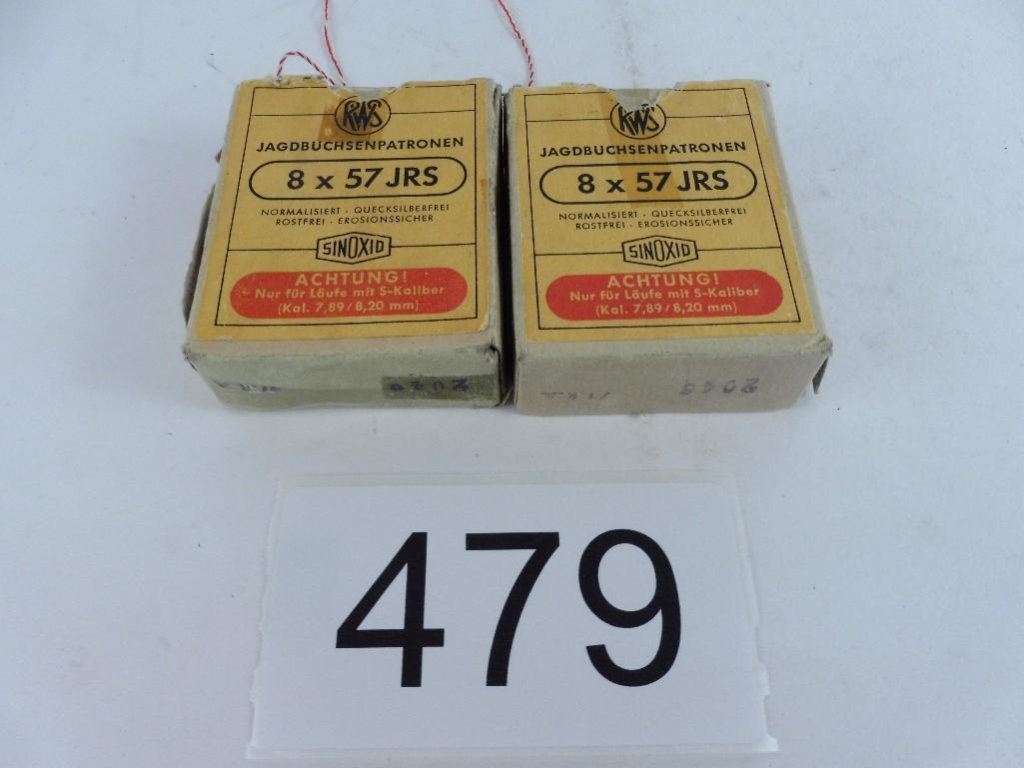 RWS
JAGDBÜCHSENPATRONEN
8 x 57 JRS
NORMALISIERT · QUECKSILBERFREI
ROSTFREI · EROSIONSSICHER
SINOXID
ACHTUNG!
Nur für Läufe mit S-Kaliber
(Kal. 7,89/8,20 mm)
RWS
JAGDBÜCHSENPATRONEN
8 x 57 JRS
NORMALISIERT · QUECKSILBERFREI
ROSTFREI · EROSIONSSICHER
SINOXID
ACHTUNG!
Nur für Läufe mit S-Kaliber
(Kal. 7,89/8,20 mm)
479